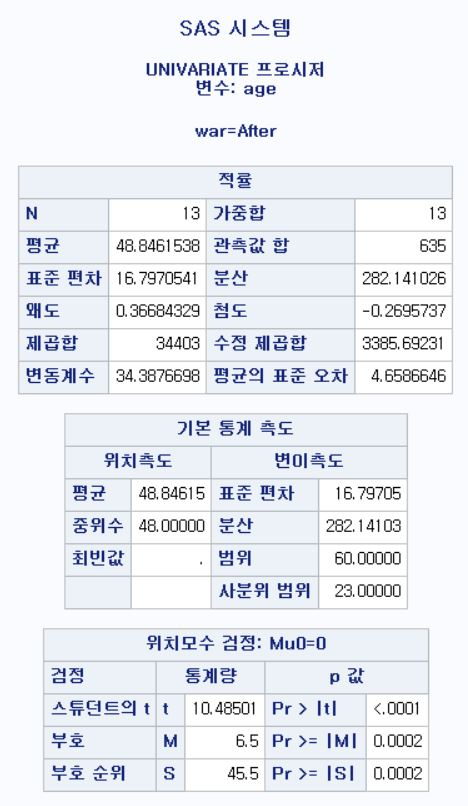 SAS 시스템
UNIVARIATE 프로시저
변수: age
war=After
적률
N 13 가중합 13
평균 48.8461538 관측값 합 635
표준 편차 16.7970541 분산 282.141026
왜도 0.36684329 첨도 -0.2695737
제곱합 34403 수정 제곱합 3385.69231
변동계수 34.3876698 평균의 표준 오차 4.6586646
기본 통계 측도
위치측도 변이측도
평균 48.84615 표준 편차 16.79705
중위수 48.00000 분산 282.14103
최빈값 . 범위 60.00000
사분위 범위 23.00000
위치모수 검정: Mu0=0
검정 통계량 p 값
스튜던트의 t t 10.48501 Pr > |t| <.0001
부호 M 6.5 Pr >= |M| 0.0002
부호 순위 S 45.5 Pr >= |S| 0.0002